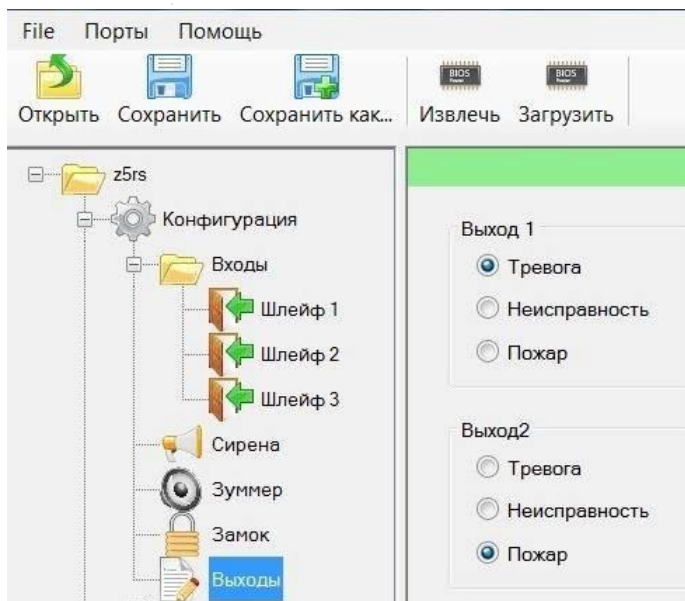 File Порты Помощь
BIOS BIOS
Открыть Сохранить Сохранить как... Извлечь Загрузить
z5rs
Конфигурация
Входы
Шлейф 1
Шлейф 2
Шлейф 3
Сирена
Зуммер
Замок
Выходы
Выход 1
Тревога
Неисправность
Пожар
Выход2
Тревога
Неисправность
Пожар